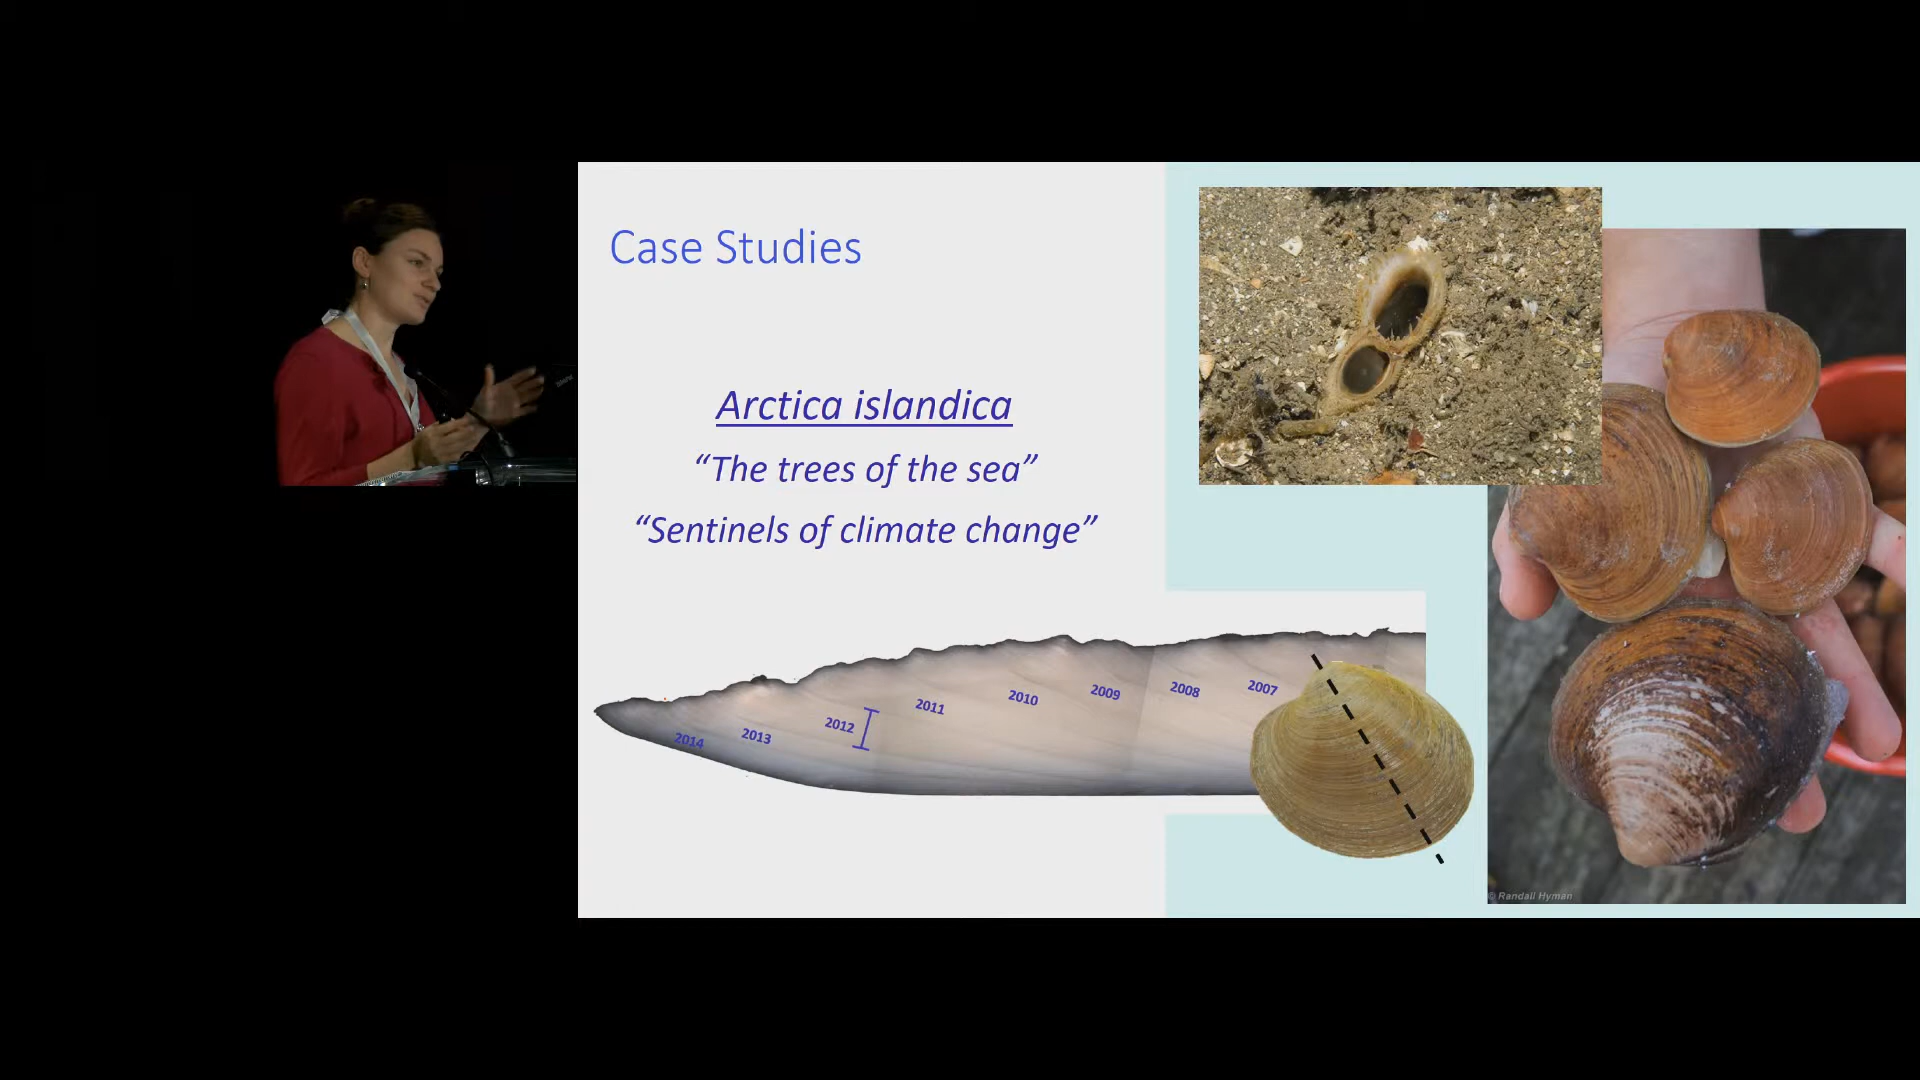 Case Studies
Arctica islandica
“The trees of the sea”
“Sentinels of climate change”
2014
2013
2012
2011
2010
2009
2008
2007
© Randall Hyman